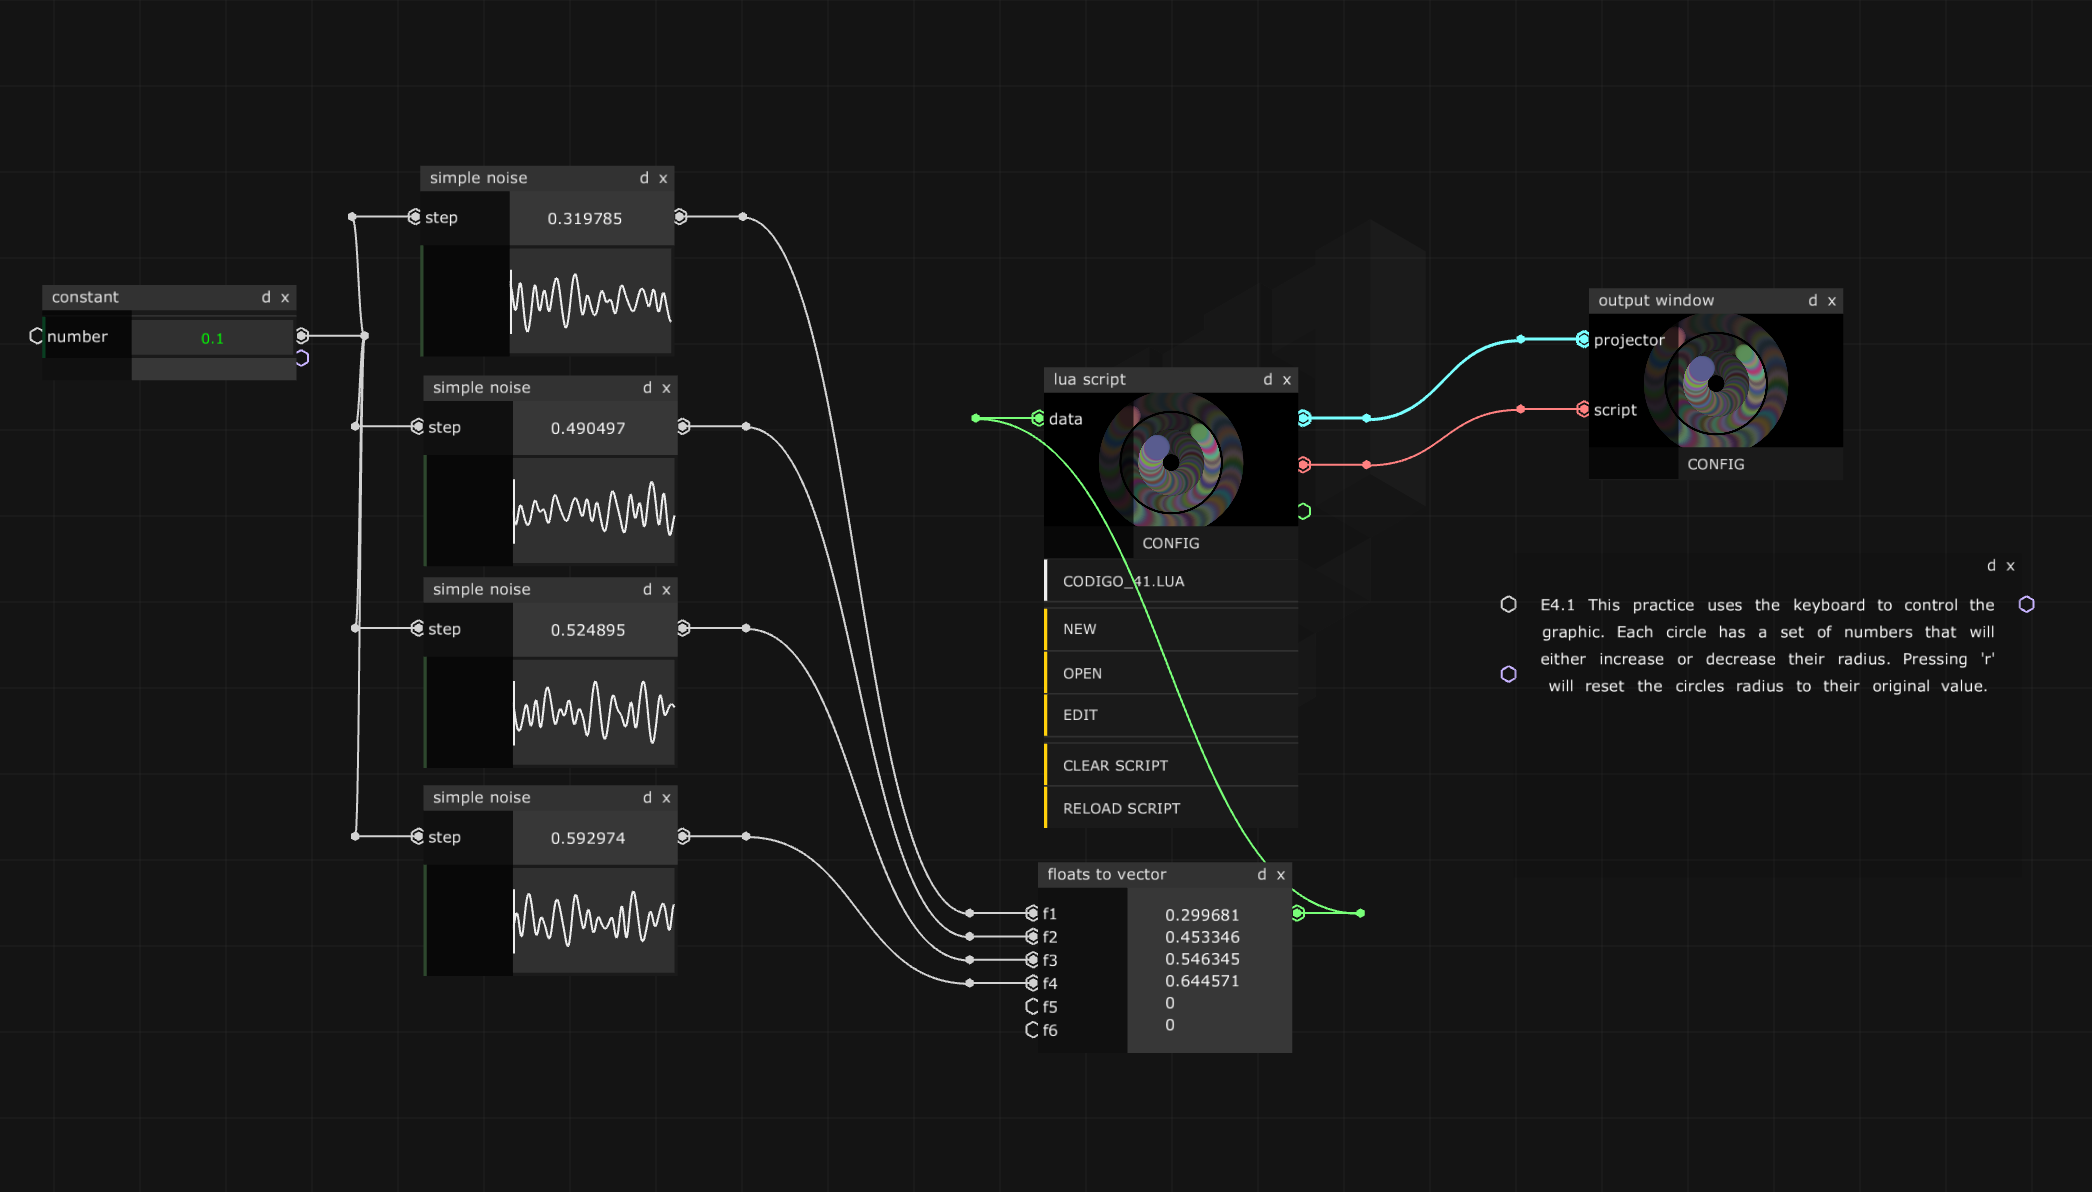 simple noise d x
step 0.319785
constant d x
number 0.1
simple noise d x
step 0.490497
simple noise d x
step 0.524895
simple noise d x
step 0.592974
lua script d x
data
CONFIG
CODIGO_41.LUA
NEW
OPEN
EDIT
CLEAR SCRIPT
RELOAD SCRIPT
floats to vector d x
f1 0.299681
f2 0.453346
f3 0.546345
f4 0.644571
f5 0
f6 0
output window d x
projector
script
CONFIG
d x
E4.1 This practice uses the keyboard to control the
graphic. Each circle has a set of numbers that will
either increase or decrease their radius. Pressing 'r'
will reset the circles radius to their original value.